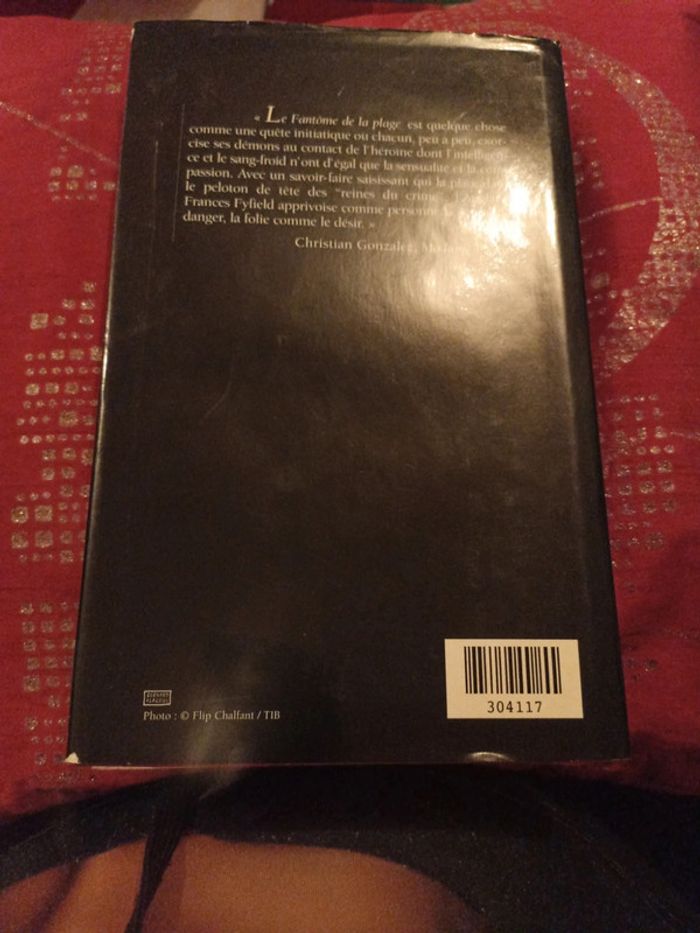 « Le Fantôme de la plage est quelque chose
comme une quête initiatique ou chacun, peu à peu, exor-
cise ses démons au contact de l'héroïne dont l'intelligen-
ce et le sang-froid n'ont d'égal que la sensualité et la com-
passion. Avec un savoir-faire saisissant qui la place
le peloton de tête des "reines du crime"
Frances Fyfield apprivoise comme personne le
danger, la folie comme le désir. »
Christian Gonzalez,
Photo : © Flip Chalfant / TIB
304117